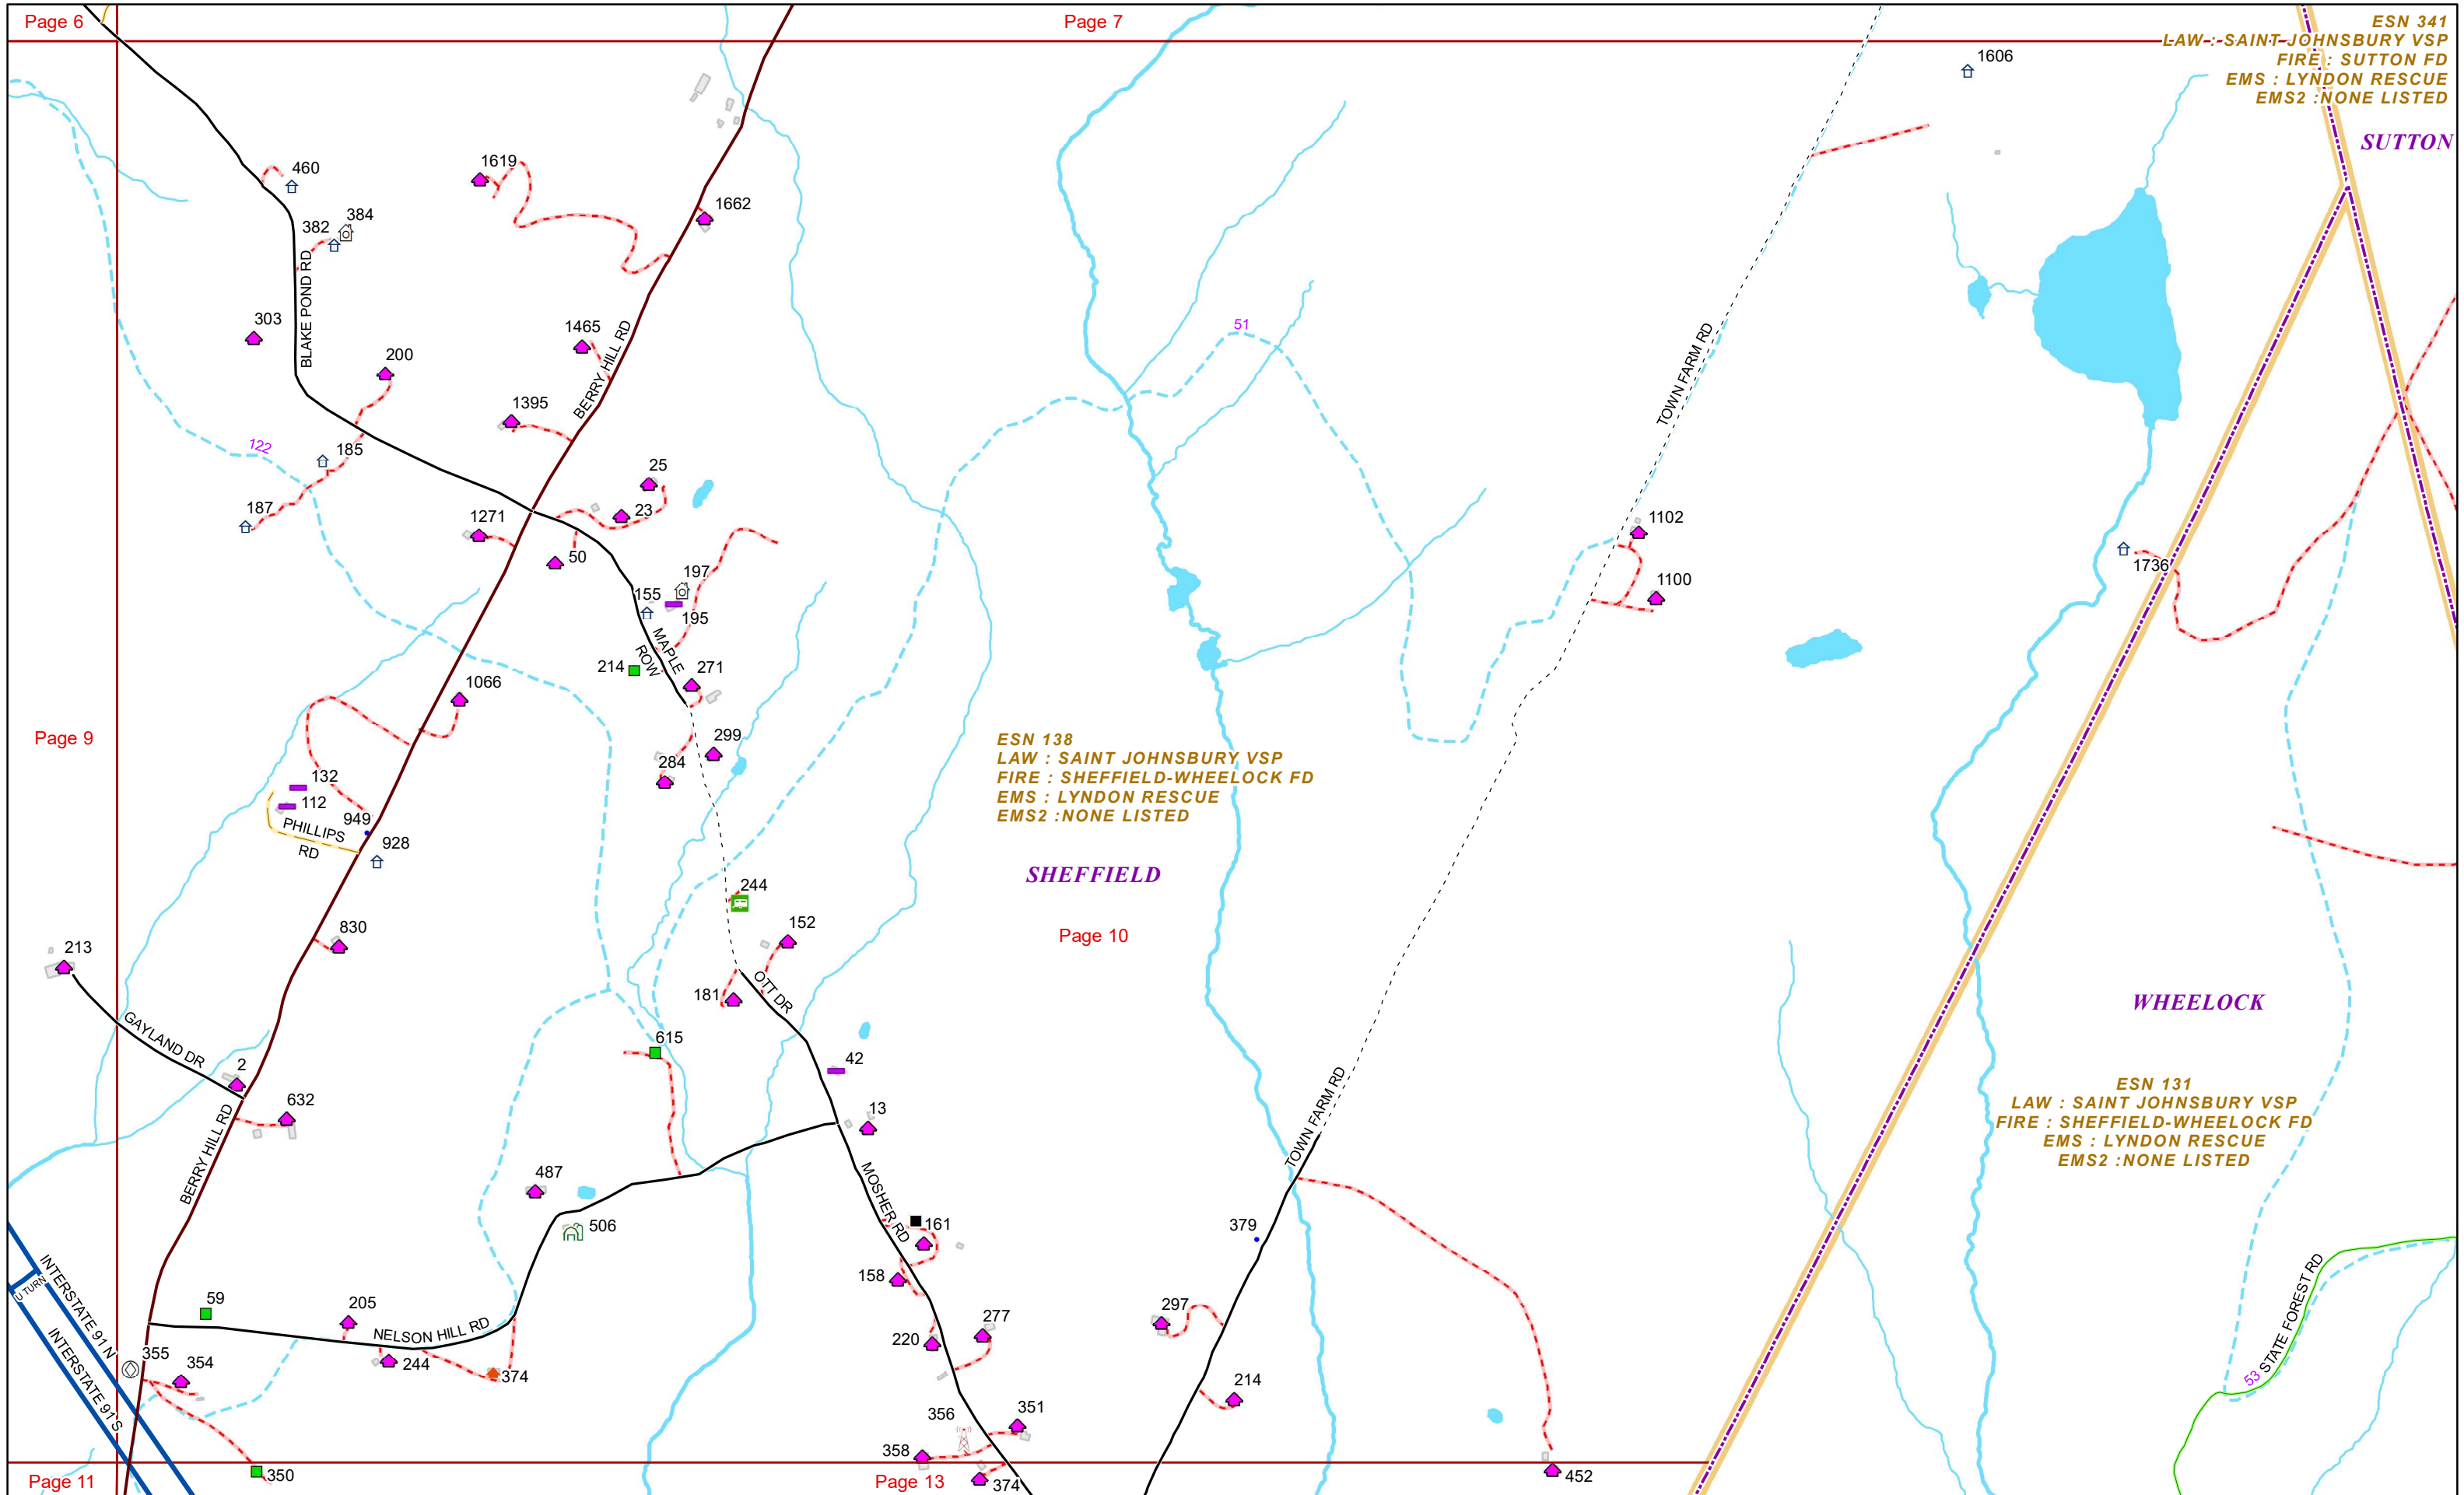 Page 6
Page 7
ESN 341
LAW : SAINT JOHNSBURY VSP
FIRE : SUTTON FD
EMS : LYNDON RESCUE
EMS2 :NONE LISTED
1606
SUTTON
460
1619
384
382
1662
BLAKE POND RD
303
1465
BERRY HILL RD
51
TOWN FARM RD
200
1395
122
185
25
187
23
1271
50
1102
1736
197
155
1100
195
MAPLE
ROW
214
271
1066
Page 9
299
284
ESN 138
LAW : SAINT JOHNSBURY VSP
FIRE : SHEFFIELD-WHEELOCK FD
EMS : LYNDON RESCUE
EMS2 :NONE LISTED
132
112
949
PHILLIPS
RD
928
SHEFFIELD
244
152
830
Page 10
213
181
OTT DR
WHEELOCK
GAYLAND DR
615
42
2
ESN 131
LAW : SAINT JOHNSBURY VSP
FIRE : SHEFFIELD-WHEELOCK FD
EMS : LYNDON RESCUE
EMS2 :NONE LISTED
632
13
TOWN FARM RD
BERRY HILL RD
487
MOSHER RD
506
161
379
INTERSTATE 91 N
U TURN
158
59
205
NELSON HILL RD
277
297
STATE FOREST RD
53
INTERSTATE 91 S
355
354
244
374
220
214
356
351
358
Page 11
350
Page 13
374
452